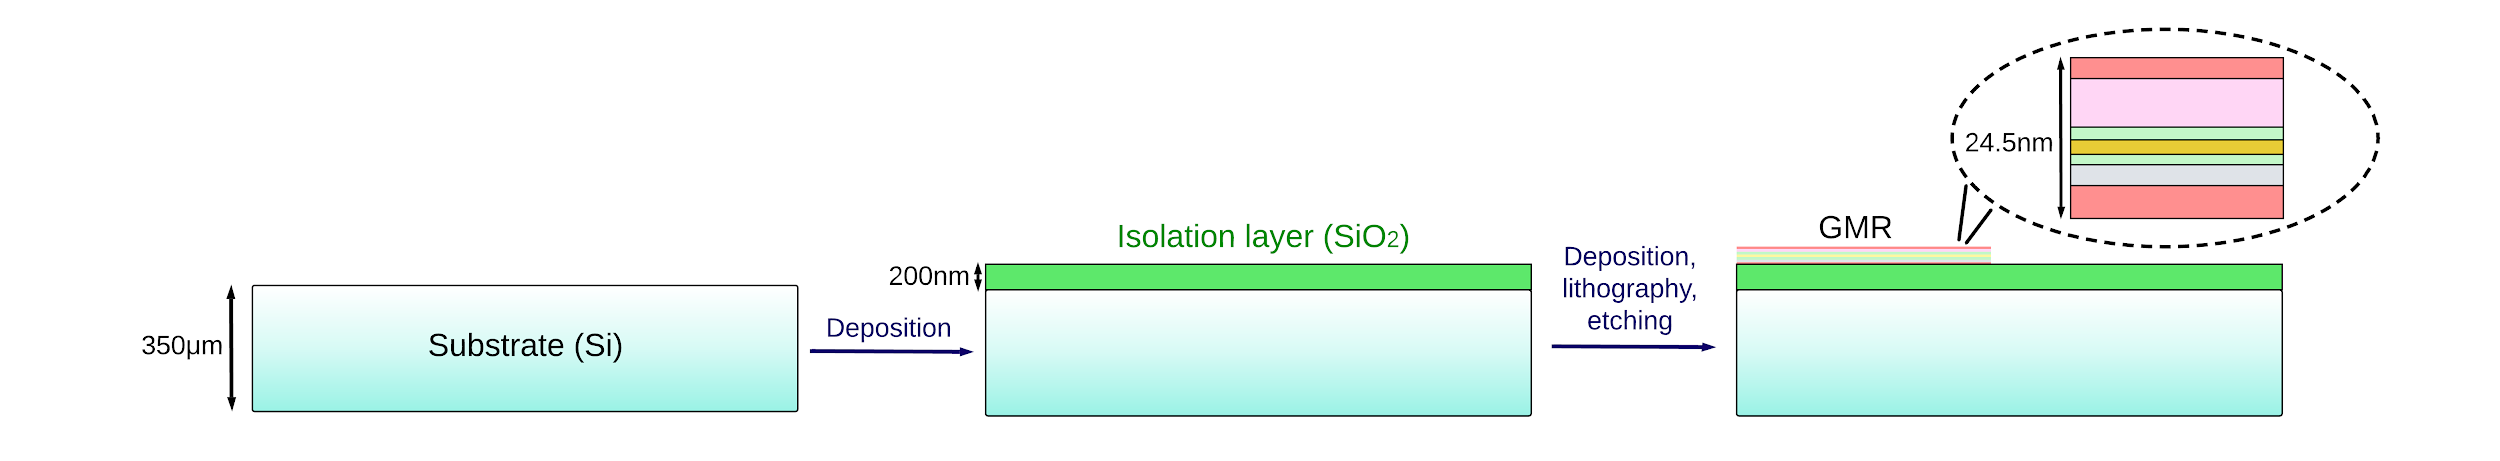 350μm
Substrate (Si)
Deposition
200nm
Isolation layer (SiO2)
Deposition,
lithography,
etching
GMR
24.5nm